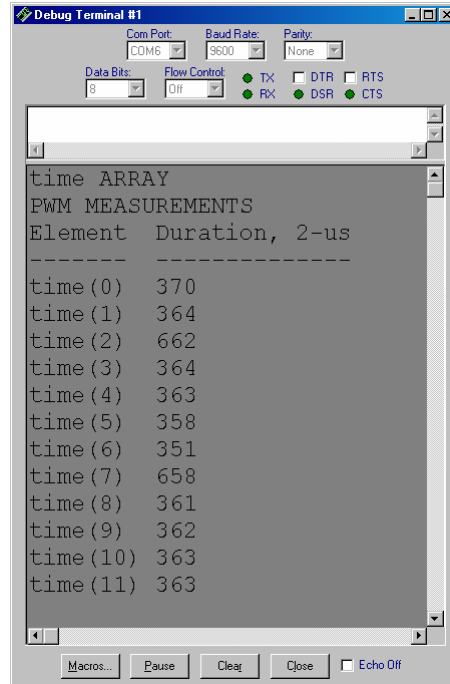 Debug Terminal #1
Com Port: Baud Rate: Parity:
COM6 9600 None
Data Bits: Flow Control: TX DTR RTS
8 Off RX DSR CTS
time ARRAY
PWM MEASUREMENTS
Element Duration, 2-us
------- --------------
time(0) 370
time(1) 364
time(2) 662
time(3) 364
time(4) 363
time(5) 358
time(6) 351
time(7) 658
time(8) 361
time(9) 362
time(10) 363
time(11) 363
Macros... Pause Clear Close Echo Off